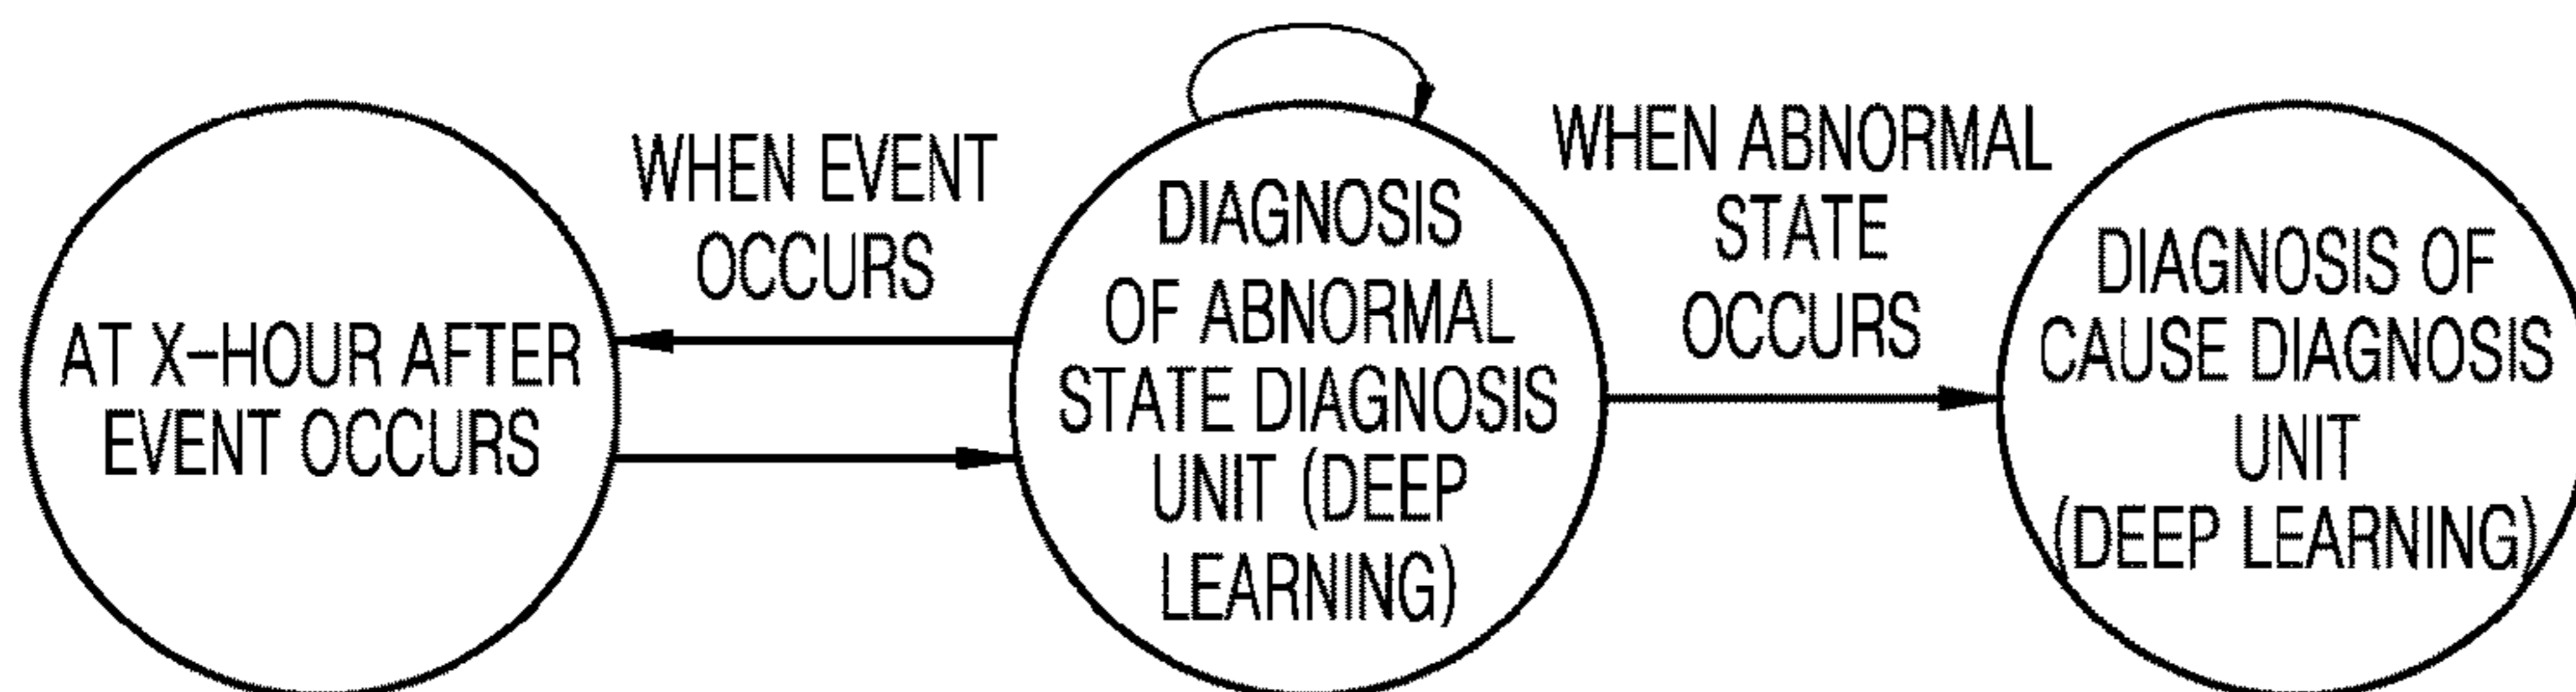 AT X-HOUR AFTER
EVENT OCCURS
WHEN EVENT
OCCURS
DIAGNOSIS
OF ABNORMAL
STATE DIAGNOSIS
UNIT (DEEP
LEARNING)
WHEN ABNORMAL
STATE
OCCURS
DIAGNOSIS OF
CAUSE DIAGNOSIS
UNIT
(DEEP LEARNING)